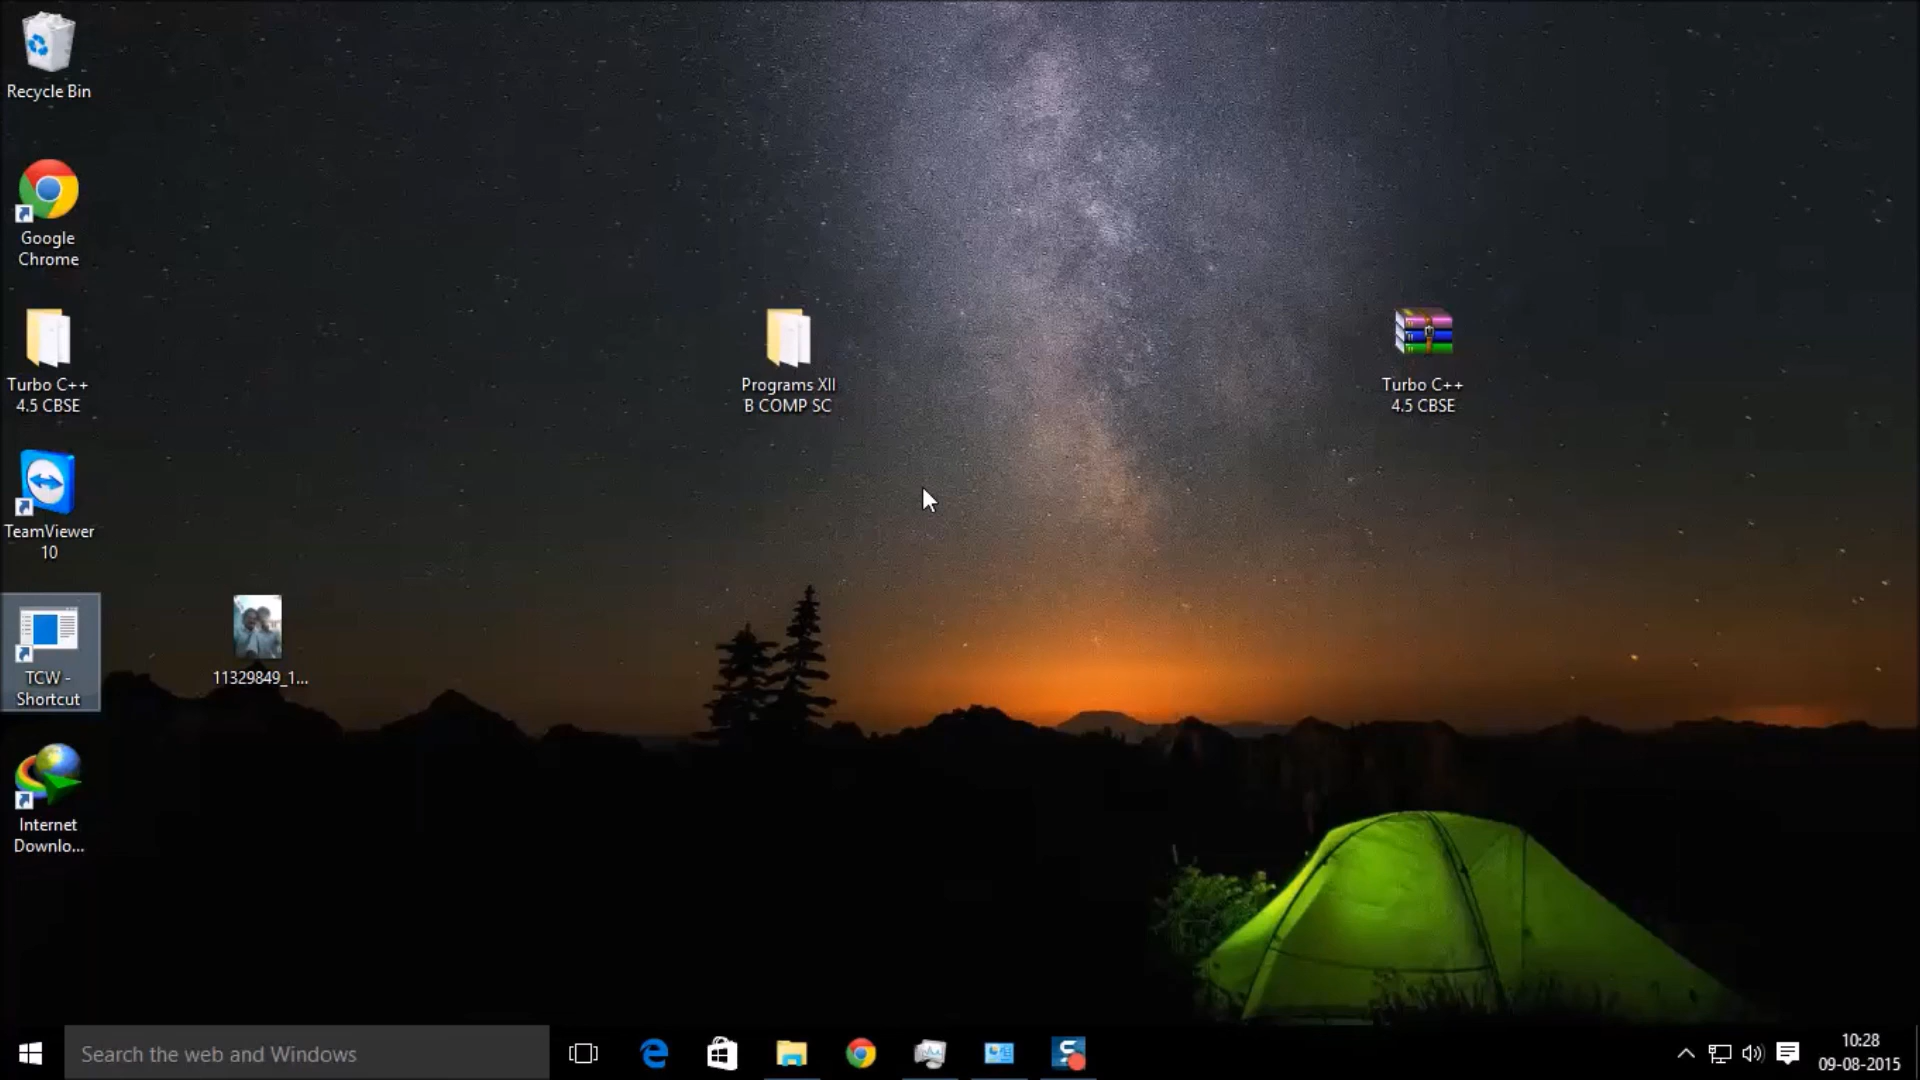 Recycle Bin
Google
Chrome
Turbo C++
4.5 CBSE
Programs XII
B COMP SC
Turbo C++
4.5 CBSE
TeamViewer
10
TCW -
Shortcut
11329849_1...
Internet
Downlo...
Search the web and Windows
10:28
09-08-2015